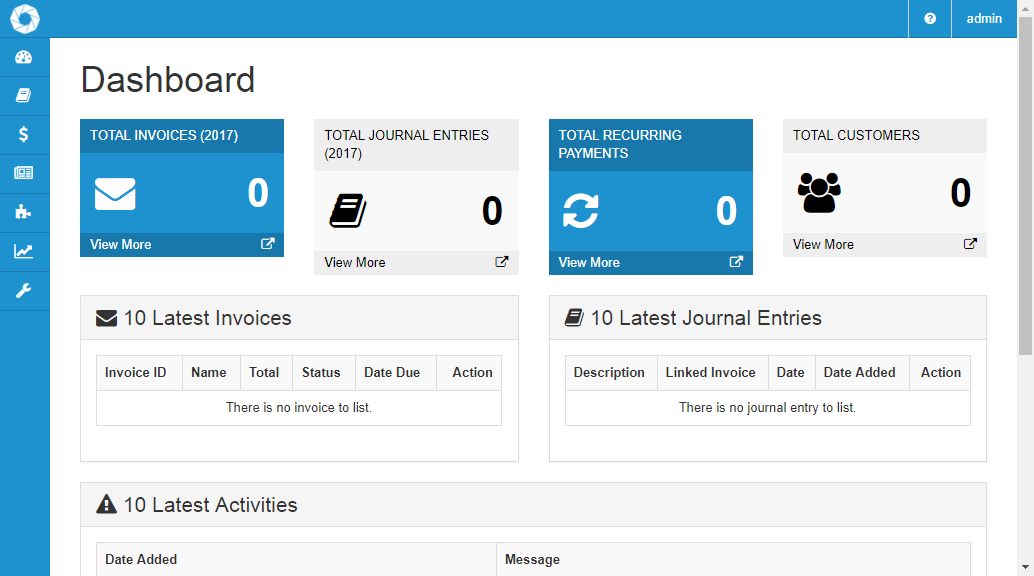 ?
admin
Dashboard
TOTAL INVOICES (2017)
0
View More
TOTAL JOURNAL ENTRIES
(2017)
0
View More
TOTAL RECURRING
PAYMENTS
0
View More
TOTAL CUSTOMERS
0
View More
10 Latest Invoices
Invoice ID Name Total Status Date Due Action
There is no invoice to list.
10 Latest Journal Entries
Description Linked Invoice Date Date Added Action
There is no journal entry to list.
10 Latest Activities
Date Added Message